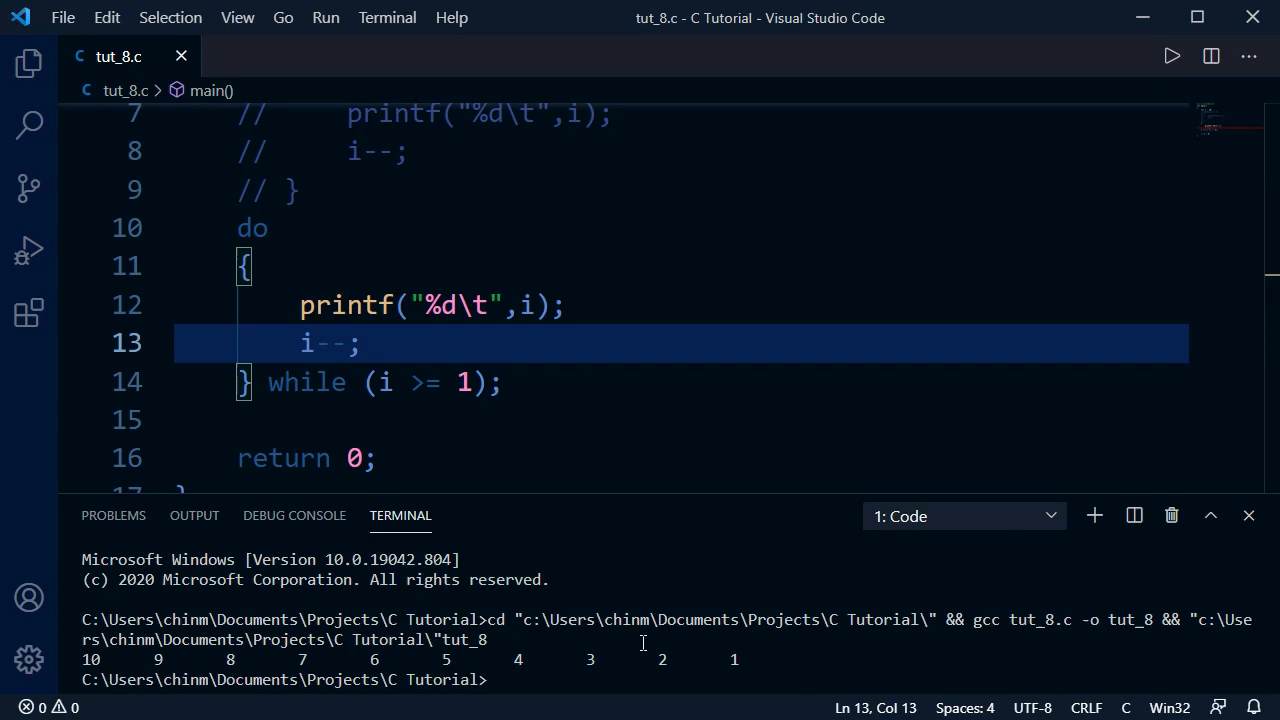 File Edit Selection View Go Run Terminal Help tut_8.c - C Tutorial - Visual Studio Code
C tut_8.c
C tut_8.c > main()
7 // printf("%d\t",i);
8 // i--;
9 // }
10 do
11 {
12 printf("%d\t",i);
13 i--;
14 } while (i >= 1);
15
16 return 0;
17 }
PROBLEMS OUTPUT DEBUG CONSOLE TERMINAL 1: Code
Microsoft Windows [Version 10.0.19042.804]
(c) 2020 Microsoft Corporation. All rights reserved.
C:\Users\chinm\Documents\Projects\C Tutorial>cd "c:\Users\chinm\Documents\Projects\C Tutorial\" && gcc tut_8.c -o tut_8 && "c:\Use
rs\chinm\Documents\Projects\C Tutorial\"tut_8
10 9 8 7 6 5 4 3 2 1
C:\Users\chinm\Documents\Projects\C Tutorial>
0 0 Ln 13, Col 13 Spaces: 4 UTF-8 CRLF C Win32